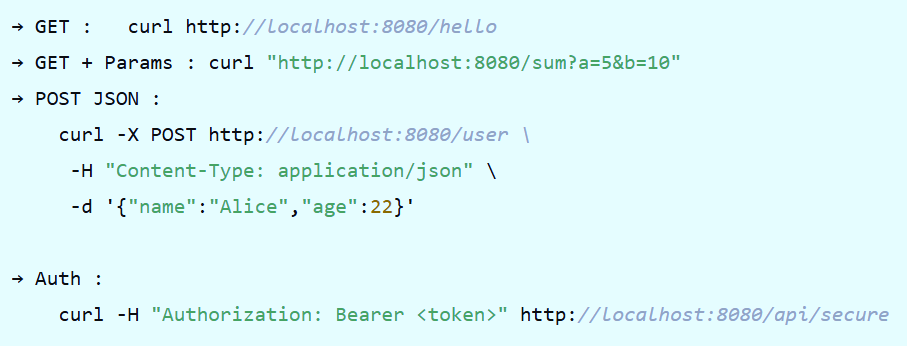 → GET :   curl http://localhost:8080/hello
→ GET + Params : curl "http://localhost:8080/sum?a=5&b=10"
→ POST JSON :
    curl -X POST http://localhost:8080/user \
     -H "Content-Type: application/json" \
     -d '{"name":"Alice","age":22}'
→ Auth :
    curl -H "Authorization: Bearer <token>" http://localhost:8080/api/secure